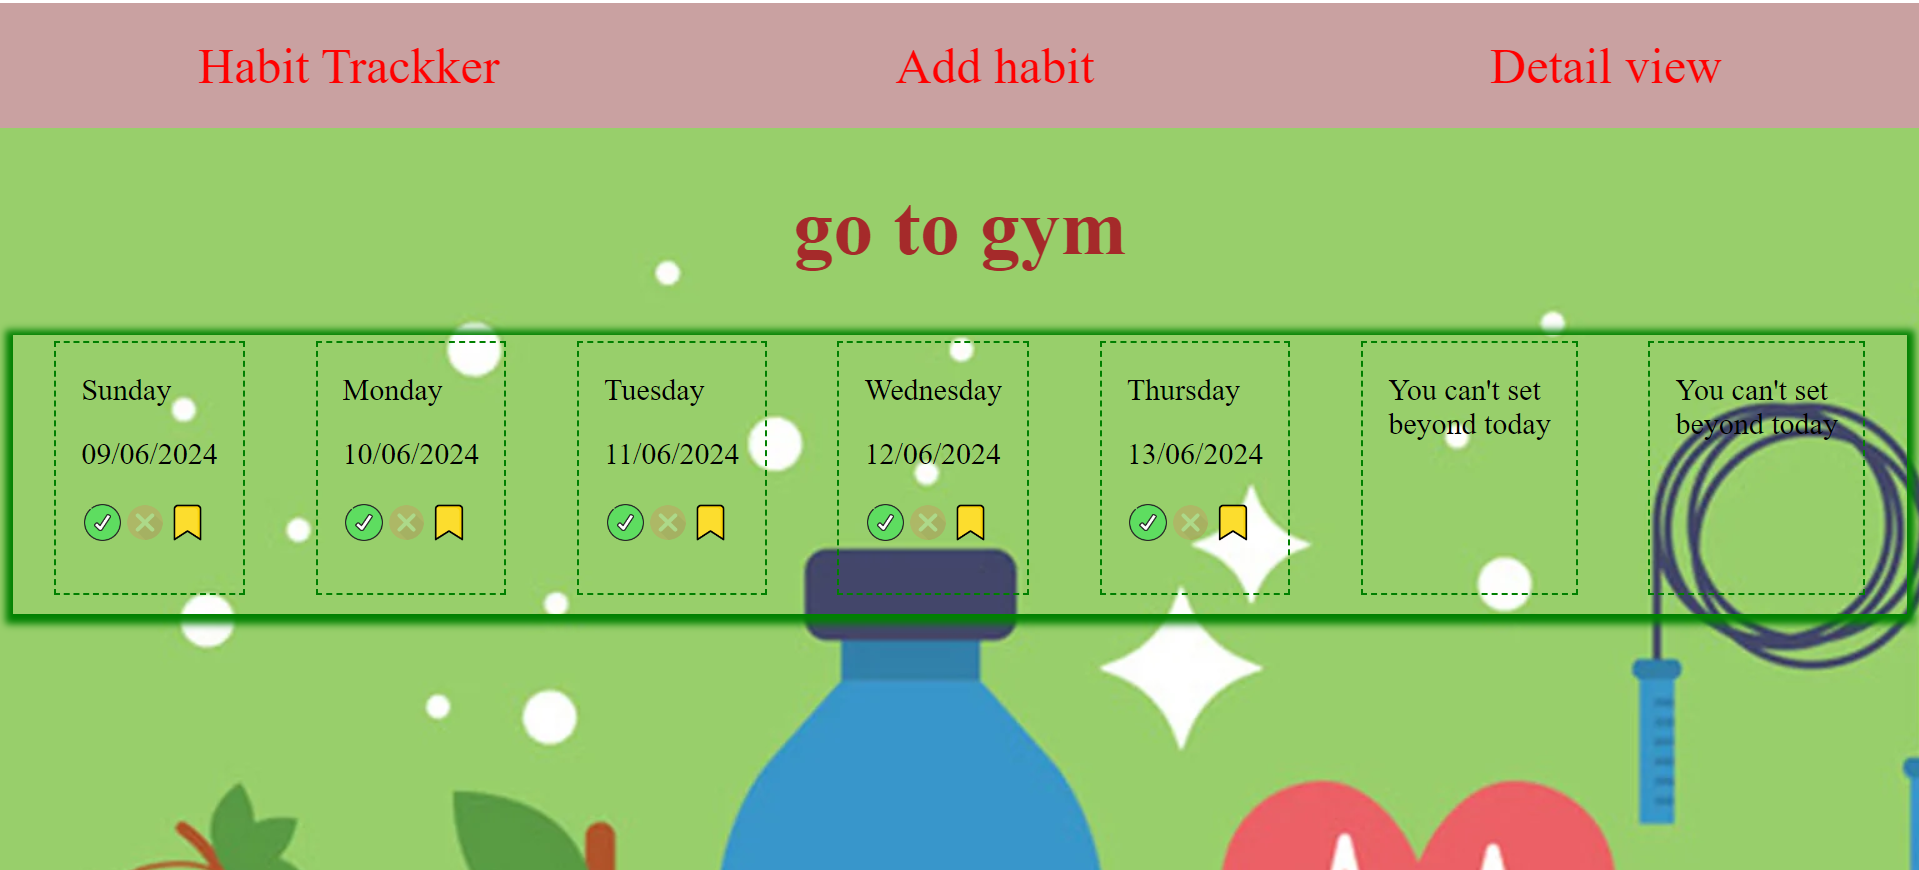 Habit Trackker
Add habit
Detail view
go to gym
Sunday
09/06/2024
Monday
10/06/2024
Tuesday
11/06/2024
Wednesday
12/06/2024
Thursday
13/06/2024
You can't set
beyond today
You can't set
beyond today